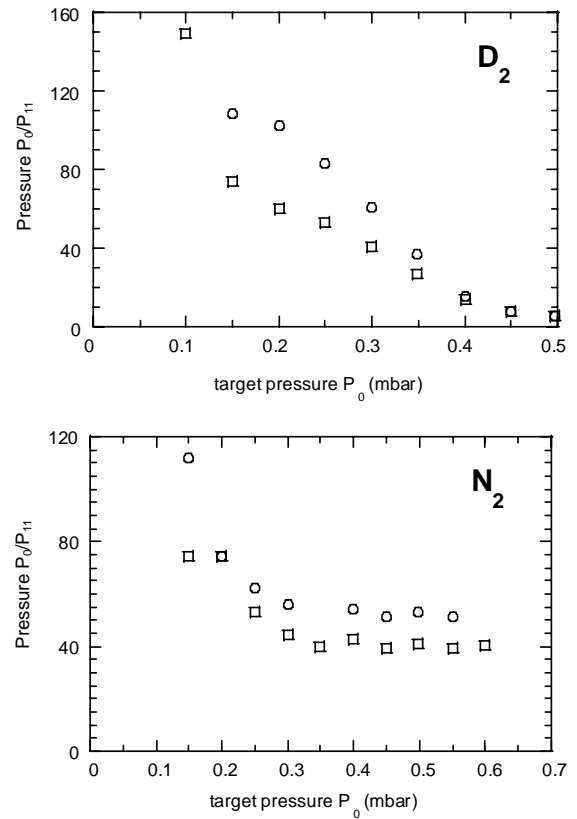 160
120
80
40
0
Pressure P₀/P₁₁
D₂
0 0.1 0.2 0.3 0.4 0.5
target pressure P₀ (mbar)
120
80
40
0
Pressure P₀/P₁₁
N₂
0 0.1 0.2 0.3 0.4 0.5 0.6 0.7
target pressure P₀ (mbar)